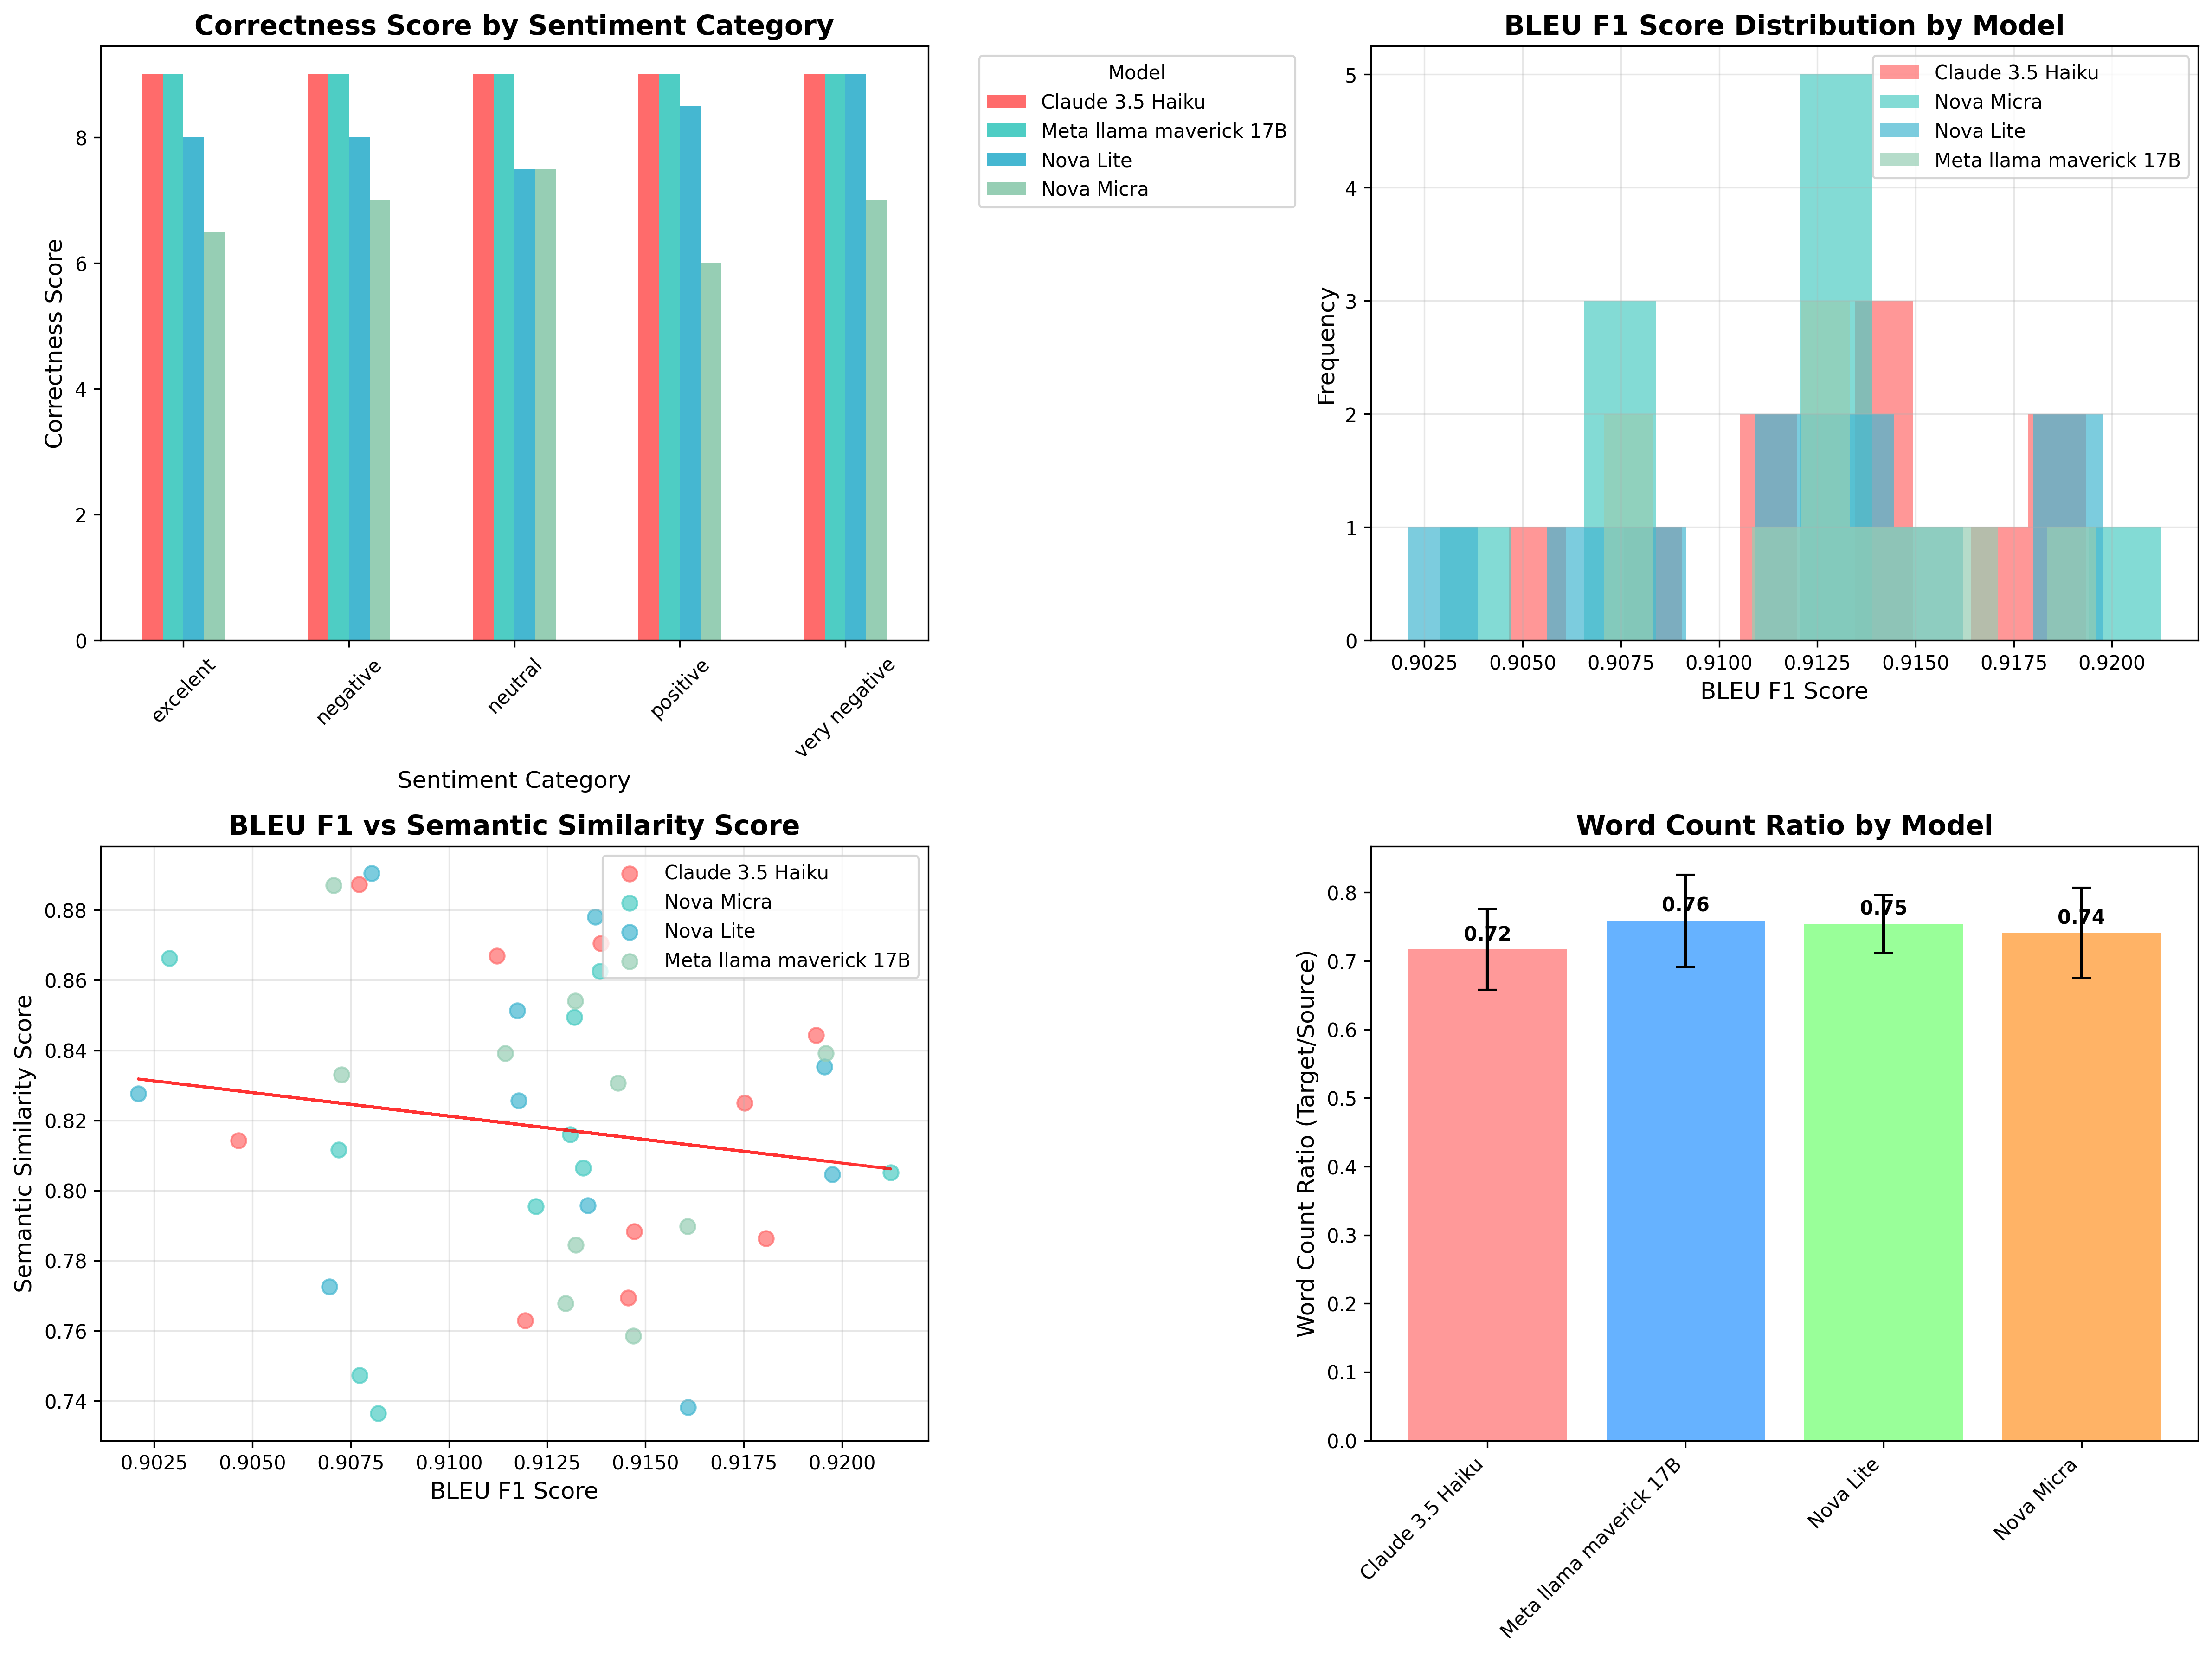 Correctness Score by Sentiment Category
Correctness Score
8
6
4
2
0
excelent
negative
neutral
positive
very negative
Sentiment Category
Model
Claude 3.5 Haiku
Meta llama maverick 17B
Nova Lite
Nova Micra
BLEU F1 Score Distribution by Model
Frequency
5
4
3
2
1
0
0.9025 0.9050 0.9075 0.9100 0.9125 0.9150 0.9175 0.9200
BLEU F1 Score
Claude 3.5 Haiku
Nova Micra
Nova Lite
Meta llama maverick 17B
BLEU F1 vs Semantic Similarity Score
Semantic Similarity Score
0.88
0.86
0.84
0.82
0.80
0.78
0.76
0.74
0.9025 0.9050 0.9075 0.9100 0.9125 0.9150 0.9175 0.9200
BLEU F1 Score
Claude 3.5 Haiku
Nova Micra
Nova Lite
Meta llama maverick 17B
Word Count Ratio by Model
Word Count Ratio (Target/Source)
0.8
0.7
0.6
0.5
0.4
0.3
0.2
0.1
0.0
0.72
0.76
0.75
0.74
Claude 3.5 Haiku
Meta llama maverick 17B
Nova Lite
Nova Micra